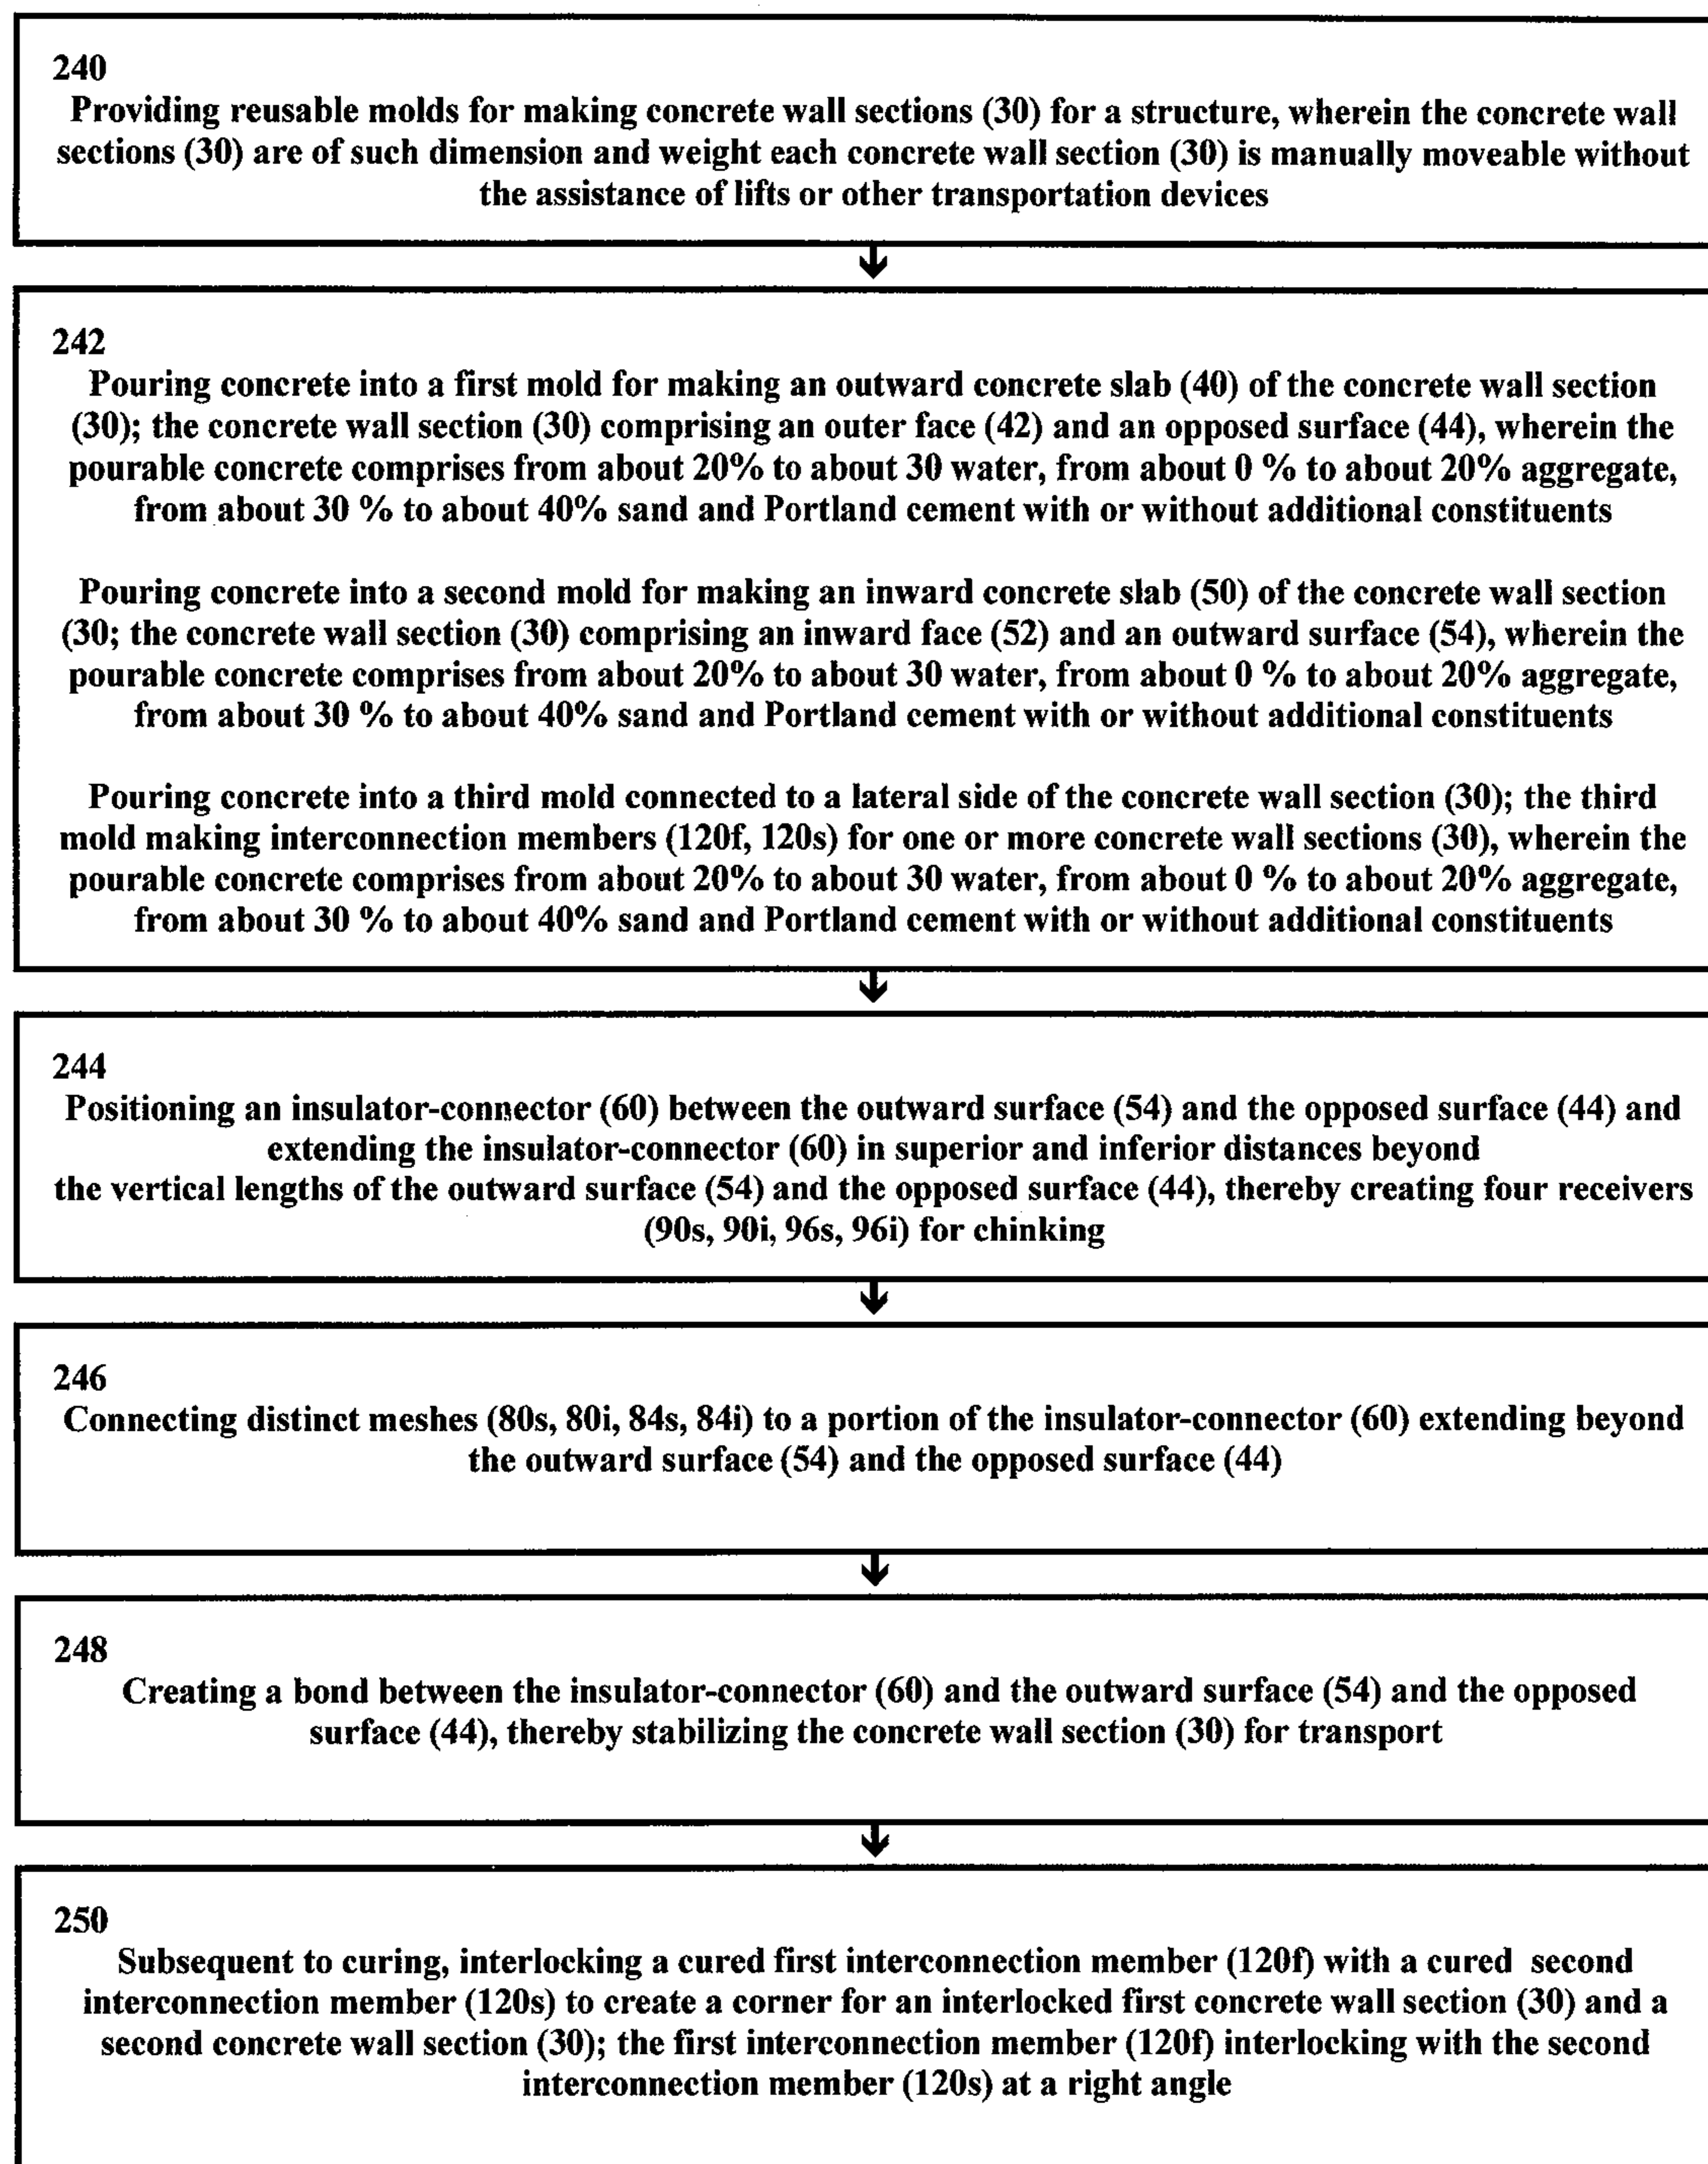 240
Providing reusable molds for making concrete wall sections (30) for a structure, wherein the concrete wall
sections (30) are of such dimension and weight each concrete wall section (30) is manually moveable without
the assistance of lifts or other transportation devices
242
Pouring concrete into a first mold for making an outward concrete slab (40) of the concrete wall section
(30); the concrete wall section (30) comprising an outer face (42) and an opposed surface (44), wherein the
pourable concrete comprises from about 20% to about 30 water, from about 0 % to about 20% aggregate,
from about 30 % to about 40% sand and Portland cement with or without additional constituents
Pouring concrete into a second mold for making an inward concrete slab (50) of the concrete wall section
(30; the concrete wall section (30) comprising an inward face (52) and an outward surface (54), wherein the
pourable concrete comprises from about 20% to about 30 water, from about 0 % to about 20% aggregate,
from about 30 % to about 40% sand and Portland cement with or without additional constituents
Pouring concrete into a third mold connected to a lateral side of the concrete wall section (30); the third
mold making interconnection members (120f, 120s) for one or more concrete wall sections (30), wherein the
pourable concrete comprises from about 20% to about 30 water, from about 0 % to about 20% aggregate,
from about 30 % to about 40% sand and Portland cement with or without additional constituents
244
Positioning an insulator-connector (60) between the outward surface (54) and the opposed surface (44) and
extending the insulator-connector (60) in superior and inferior distances beyond
the vertical lengths of the outward surface (54) and the opposed surface (44), thereby creating four receivers
(90s, 90i, 96s, 96i) for chinking
246
Connecting distinct meshes (80s, 80i, 84s, 84i) to a portion of the insulator-connector (60) extending beyond
the outward surface (54) and the opposed surface (44)
248
Creating a bond between the insulator-connector (60) and the outward surface (54) and the opposed
surface (44), thereby stabilizing the concrete wall section (30) for transport
250
Subsequent to curing, interlocking a cured first interconnection member (120f) with a cured second
interconnection member (120s) to create a corner for an interlocked first concrete wall section (30) and a
second concrete wall section (30); the first interconnection member (120f) interlocking with the second
interconnection member (120s) at a right angle